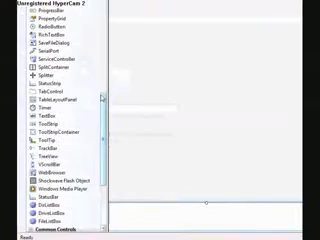 Unregistered HyperCam 2
ProgressBar
PropertyGrid
RadioButton
RichTextBox
SaveFileDialog
SerialPort
ServiceController
SplitContainer
Splitter
StatusStrip
TabControl
TableLayoutPanel
Timer
TextBox
ToolStrip
ToolStripContainer
ToolTip
TrackBar
TreeView
VScrollBar
WebBrowser
Shockwave Flash Object
Windows Media Player
StatusBar
DirListBox
DriveListBox
FileListBox
Common Controls
Ready